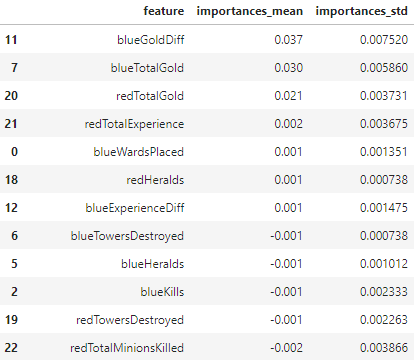 feature importances_mean importances_std
11 blueGoldDiff 0.037 0.007520
7 blueTotalGold 0.030 0.005860
20 redTotalGold 0.021 0.003731
21 redTotalExperience 0.002 0.003675
0 blueWardsPlaced 0.001 0.001351
18 redHeralds 0.001 0.000738
12 blueExperienceDiff 0.001 0.001475
6 blueTowersDestroyed -0.001 0.000738
5 blueHeralds -0.001 0.001012
2 blueKills -0.001 0.002333
19 redTowersDestroyed -0.001 0.002263
22 redTotalMinionsKilled -0.002 0.003866